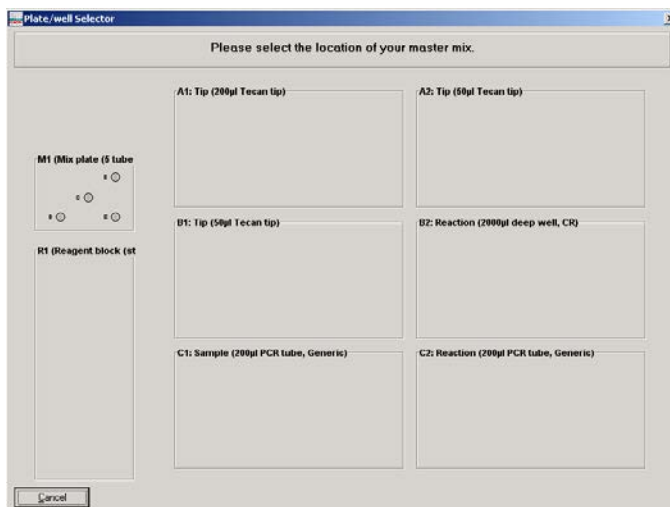 Plate/well Selector
Please select the location of your master mix.
A1: Tip (200µl Tecan tip)
A2: Tip (50µl Tecan tip)
M1 (Mix plate (5 tube
B1: Tip (50µl Tecan tip)
B2: Reaction (2000µl deep well, CR)
R1 (Reagent block (st
C1: Sample (200µl PCR tube, Generic)
C2: Reaction (200µl PCR tube, Generic)
Cancel